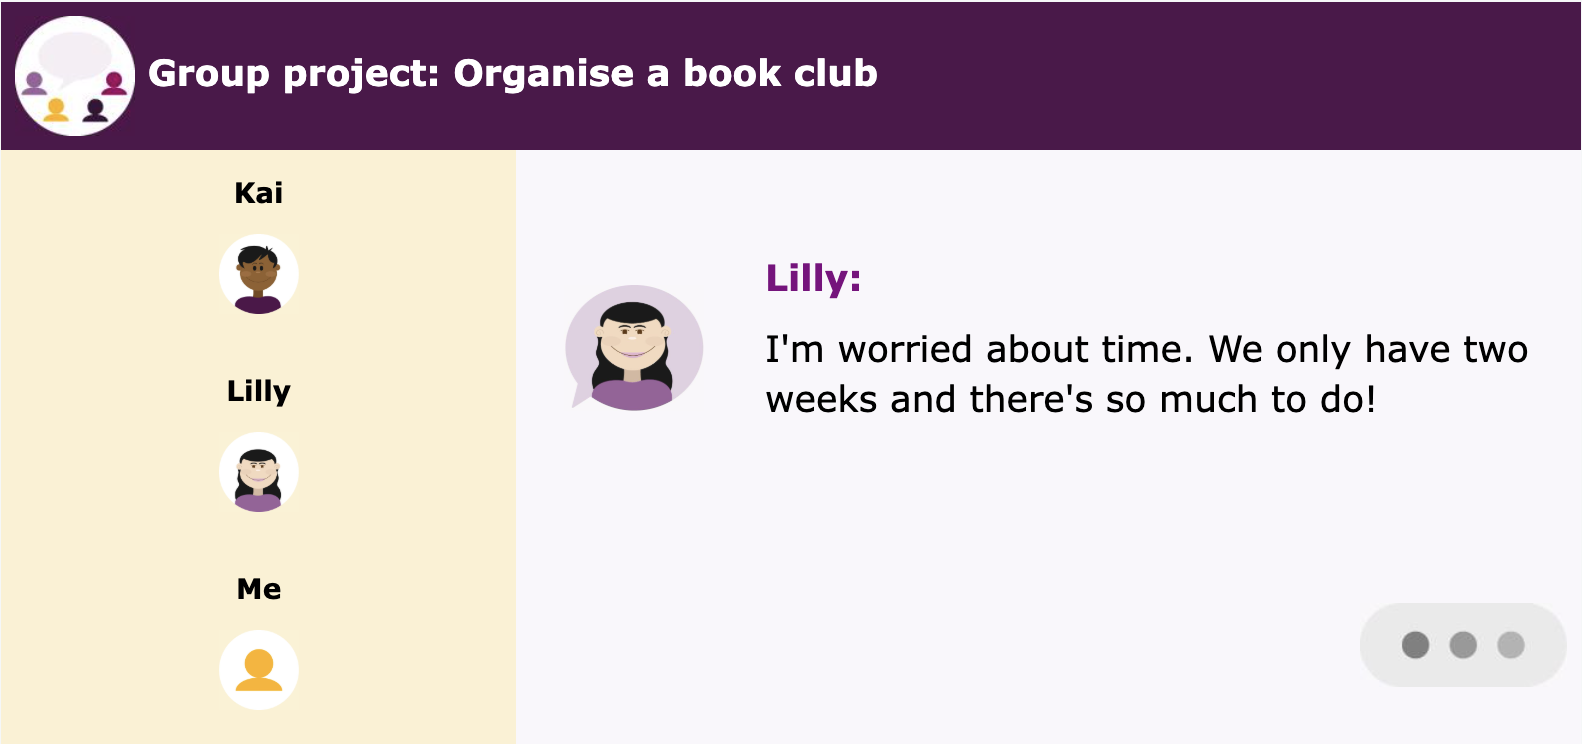 Group project: Organise a book club
Kai
Lilly
Me
Lilly:
I'm worried about time. We only have two
weeks and there's so much to do!